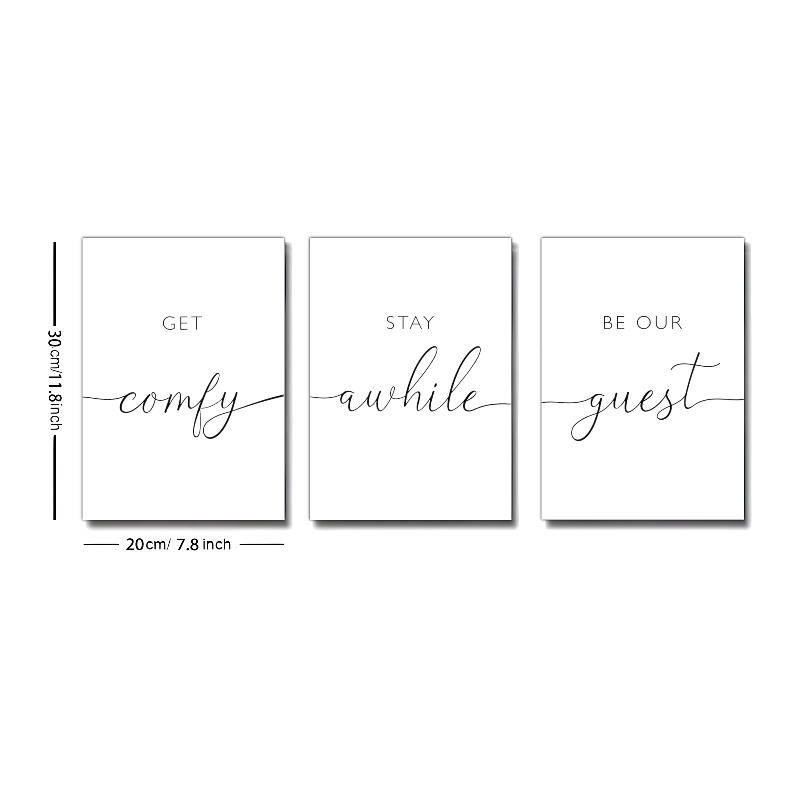 GET
comfy
STAY
awhile
BE OUR
guest
30cm/11.8inch
20cm/ 7.8 inch